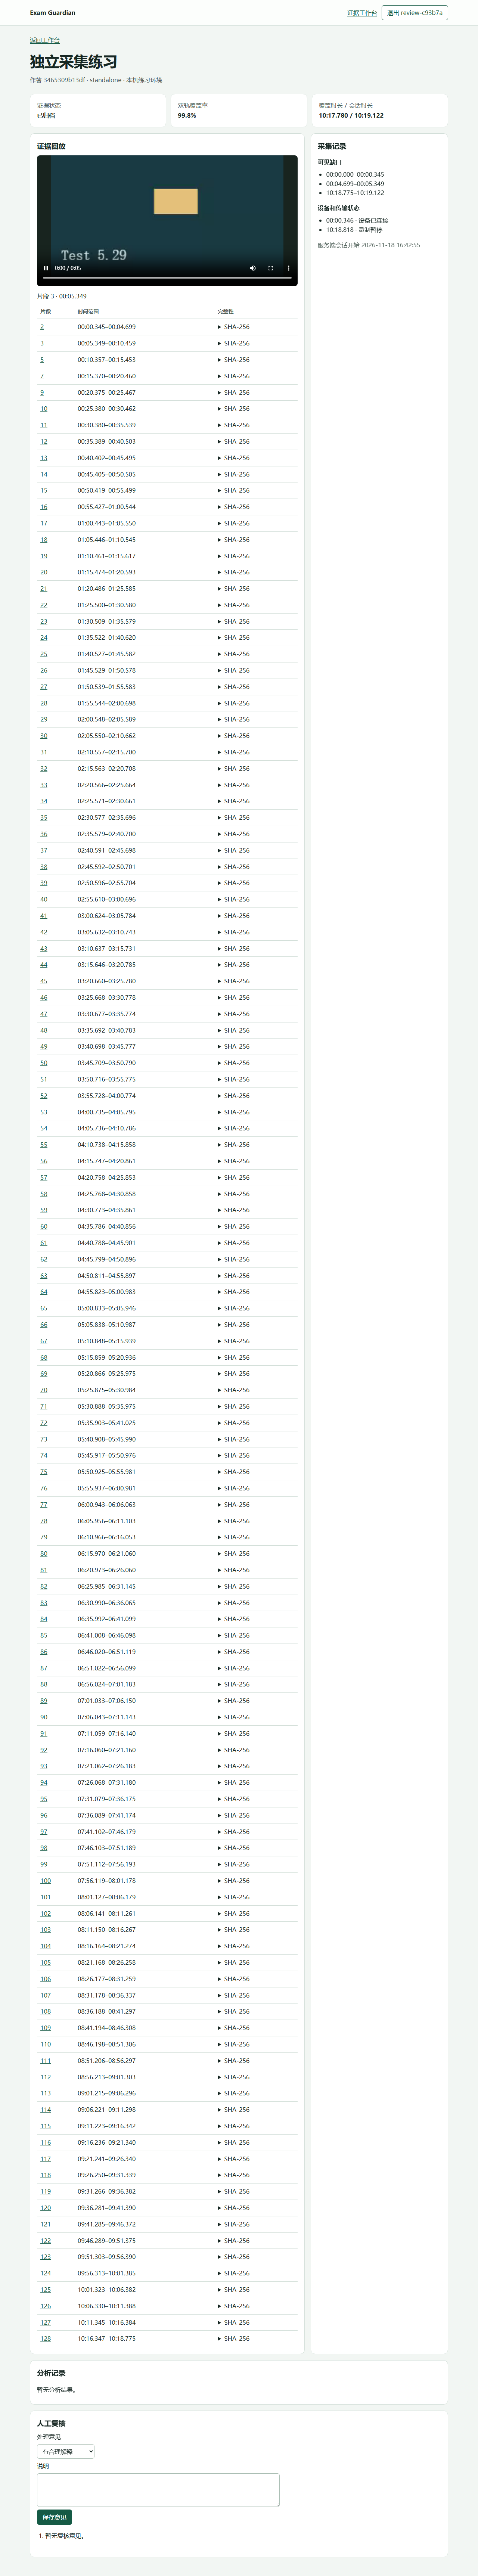 Exam Guardian
证据工作台
退出 review-c93b7a
返回工作台
独立采集练习
作答 3465309b13df · standalone · 本机练习环境
证据状态
已归档
双轨覆盖率
99.8%
覆盖时长 / 会话时长
10:17.780 / 10:19.122
证据回放
Test 5.29
0:00 / 0:05
片段 3 · 00:05.349
片段 时间范围 完整性
2 00:00.345–00:04.699 ▶ SHA-256
3 00:05.349–00:10.459 ▶ SHA-256
5 00:10.357–00:15.453 ▶ SHA-256
7 00:15.370–00:20.460 ▶ SHA-256
9 00:20.375–00:25.467 ▶ SHA-256
10 00:25.380–00:30.462 ▶ SHA-256
11 00:30.380–00:35.539 ▶ SHA-256
12 00:35.389–00:40.503 ▶ SHA-256
13 00:40.402–00:45.495 ▶ SHA-256
14 00:45.405–00:50.505 ▶ SHA-256
15 00:50.419–00:55.499 ▶ SHA-256
16 00:55.427–01:00.544 ▶ SHA-256
17 01:00.443–01:05.550 ▶ SHA-256
18 01:05.446–01:10.545 ▶ SHA-256
19 01:10.461–01:15.617 ▶ SHA-256
20 01:15.474–01:20.593 ▶ SHA-256
21 01:20.486–01:25.585 ▶ SHA-256
22 01:25.500–01:30.580 ▶ SHA-256
23 01:30.509–01:35.579 ▶ SHA-256
24 01:35.522–01:40.620 ▶ SHA-256
25 01:40.527–01:45.582 ▶ SHA-256
26 01:45.529–01:50.578 ▶ SHA-256
27 01:50.539–01:55.583 ▶ SHA-256
28 01:55.544–02:00.698 ▶ SHA-256
29 02:00.548–02:05.589 ▶ SHA-256
30 02:05.550–02:10.662 ▶ SHA-256
31 02:10.557–02:15.700 ▶ SHA-256
32 02:15.563–02:20.708 ▶ SHA-256
33 02:20.566–02:25.664 ▶ SHA-256
34 02:25.571–02:30.661 ▶ SHA-256
35 02:30.577–02:35.696 ▶ SHA-256
36 02:35.579–02:40.700 ▶ SHA-256
37 02:40.591–02:45.698 ▶ SHA-256
38 02:45.592–02:50.701 ▶ SHA-256
39 02:50.596–02:55.704 ▶ SHA-256
40 02:55.610–03:00.696 ▶ SHA-256
41 03:00.624–03:05.784 ▶ SHA-256
42 03:05.632–03:10.743 ▶ SHA-256
43 03:10.637–03:15.731 ▶ SHA-256
44 03:15.646–03:20.785 ▶ SHA-256
45 03:20.660–03:25.780 ▶ SHA-256
46 03:25.668–03:30.778 ▶ SHA-256
47 03:30.677–03:35.774 ▶ SHA-256
48 03:35.692–03:40.783 ▶ SHA-256
49 03:40.698–03:45.777 ▶ SHA-256
50 03:45.709–03:50.790 ▶ SHA-256
51 03:50.716–03:55.775 ▶ SHA-256
52 03:55.728–04:00.774 ▶ SHA-256
53 04:00.735–04:05.795 ▶ SHA-256
54 04:05.736–04:10.786 ▶ SHA-256
55 04:10.738–04:15.858 ▶ SHA-256
56 04:15.747–04:20.861 ▶ SHA-256
57 04:20.758–04:25.853 ▶ SHA-256
58 04:25.768–04:30.858 ▶ SHA-256
59 04:30.773–04:35.861 ▶ SHA-256
60 04:35.786–04:40.856 ▶ SHA-256
61 04:40.788–04:45.901 ▶ SHA-256
62 04:45.799–04:50.896 ▶ SHA-256
63 04:50.811–04:55.897 ▶ SHA-256
64 04:55.823–05:00.983 ▶ SHA-256
65 05:00.833–05:05.946 ▶ SHA-256
66 05:05.838–05:10.987 ▶ SHA-256
67 05:10.848–05:15.939 ▶ SHA-256
68 05:15.859–05:20.936 ▶ SHA-256
69 05:20.866–05:25.975 ▶ SHA-256
70 05:25.875–05:30.984 ▶ SHA-256
71 05:30.888–05:35.975 ▶ SHA-256
72 05:35.903–05:41.025 ▶ SHA-256
73 05:40.908–05:45.990 ▶ SHA-256
74 05:45.917–05:50.976 ▶ SHA-256
75 05:50.925–05:55.981 ▶ SHA-256
76 05:55.937–06:00.981 ▶ SHA-256
77 06:00.943–06:06.063 ▶ SHA-256
78 06:05.956–06:11.103 ▶ SHA-256
79 06:10.966–06:16.053 ▶ SHA-256
80 06:15.970–06:21.060 ▶ SHA-256
81 06:20.973–06:26.060 ▶ SHA-256
82 06:25.985–06:31.145 ▶ SHA-256
83 06:30.990–06:36.065 ▶ SHA-256
84 06:35.992–06:41.099 ▶ SHA-256
85 06:41.008–06:46.098 ▶ SHA-256
86 06:46.020–06:51.119 ▶ SHA-256
87 06:51.022–06:56.099 ▶ SHA-256
88 06:56.024–07:01.183 ▶ SHA-256
89 07:01.033–07:06.150 ▶ SHA-256
90 07:06.043–07:11.143 ▶ SHA-256
91 07:11.059–07:16.140 ▶ SHA-256
92 07:16.060–07:21.160 ▶ SHA-256
93 07:21.062–07:26.183 ▶ SHA-256
94 07:26.068–07:31.180 ▶ SHA-256
95 07:31.079–07:36.175 ▶ SHA-256
96 07:36.089–07:41.174 ▶ SHA-256
97 07:41.102–07:46.179 ▶ SHA-256
98 07:46.103–07:51.189 ▶ SHA-256
99 07:51.112–07:56.193 ▶ SHA-256
100 07:56.119–08:01.178 ▶ SHA-256
101 08:01.127–08:06.179 ▶ SHA-256
102 08:06.141–08:11.261 ▶ SHA-256
103 08:11.150–08:16.267 ▶ SHA-256
104 08:16.164–08:21.274 ▶ SHA-256
105 08:21.168–08:26.258 ▶ SHA-256
106 08:26.177–08:31.259 ▶ SHA-256
107 08:31.178–08:36.337 ▶ SHA-256
108 08:36.188–08:41.297 ▶ SHA-256
109 08:41.194–08:46.308 ▶ SHA-256
110 08:46.198–08:51.306 ▶ SHA-256
111 08:51.206–08:56.297 ▶ SHA-256
112 08:56.213–09:01.303 ▶ SHA-256
113 09:01.215–09:06.296 ▶ SHA-256
114 09:06.221–09:11.298 ▶ SHA-256
115 09:11.223–09:16.342 ▶ SHA-256
116 09:16.236–09:21.340 ▶ SHA-256
117 09:21.241–09:26.340 ▶ SHA-256
118 09:26.250–09:31.339 ▶ SHA-256
119 09:31.266–09:36.382 ▶ SHA-256
120 09:36.281–09:41.390 ▶ SHA-256
121 09:41.285–09:46.372 ▶ SHA-256
122 09:46.289–09:51.375 ▶ SHA-256
123 09:51.303–09:56.390 ▶ SHA-256
124 09:56.313–10:01.385 ▶ SHA-256
125 10:01.323–10:06.382 ▶ SHA-256
126 10:06.330–10:11.388 ▶ SHA-256
127 10:11.345–10:16.384 ▶ SHA-256
128 10:16.347–10:18.775 ▶ SHA-256
采集记录
可见缺口
• 00:00.000–00:00.345
• 00:04.699–00:05.349
• 10:18.775–10:19.122
设备和传输状态
• 00:00.346 · 设备已连接
• 10:18.818 · 录制暂停
服务端会话开始 2026-11-18 16:42:55
分析记录
暂无分析结果。
人工复核
处理意见
有合理解释
说明
保存意见
1. 暂无复核意见。